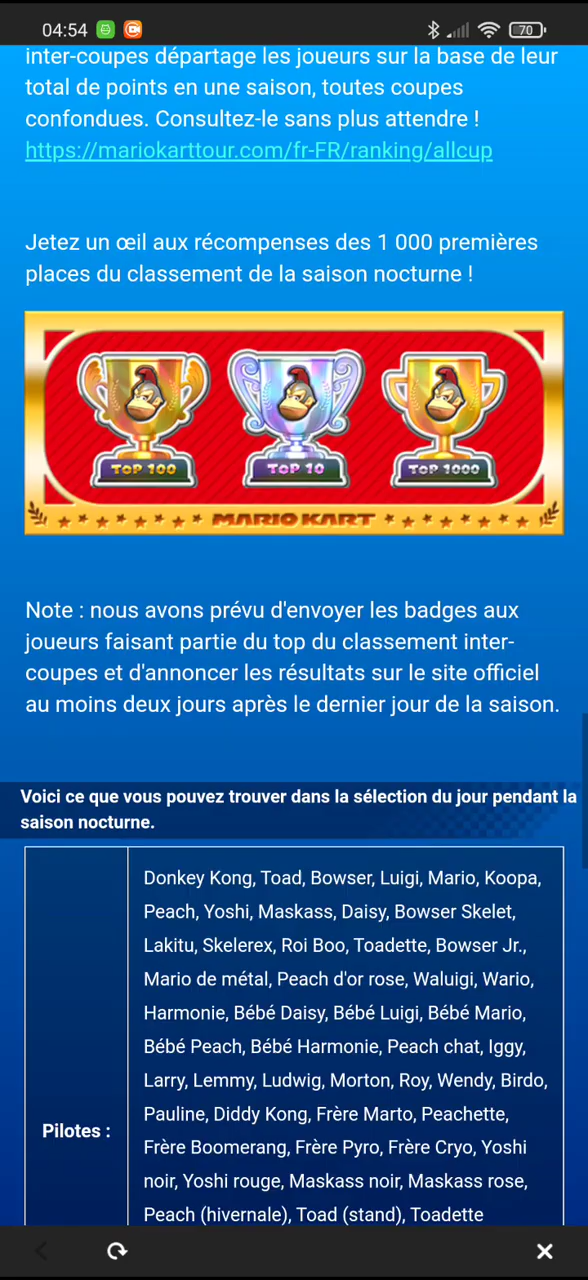 04:54
70
inter-coupes départage les joueurs sur la base de leur
total de points en une saison, toutes coupes
confondues. Consultez-le sans plus attendre !
https://mariokarttour.com/fr-FR/ranking/allcup
Jetez un œil aux récompenses des 1 000 premières
places du classement de la saison nocturne !
TOP 100 TOP 10 TOP 1000
MARIO KART
Note : nous avons prévu d'envoyer les badges aux
joueurs faisant partie du top du classement inter-
coupes et d'annoncer les résultats sur le site officiel
au moins deux jours après le dernier jour de la saison.
Voici ce que vous pouvez trouver dans la sélection du jour pendant la
saison nocturne.
Pilotes :
Donkey Kong, Toad, Bowser, Luigi, Mario, Koopa,
Peach, Yoshi, Maskass, Daisy, Bowser Skelet,
Lakitu, Skelerex, Roi Boo, Toadette, Bowser Jr.,
Mario de métal, Peach d'or rose, Waluigi, Wario,
Harmonie, Bébé Daisy, Bébé Luigi, Bébé Mario,
Bébé Peach, Bébé Harmonie, Peach chat, Iggy,
Larry, Lemmy, Ludwig, Morton, Roy, Wendy, Birdo,
Pauline, Diddy Kong, Frère Marto, Peachette,
Frère Boomerang, Frère Pyro, Frère Cryo, Yoshi
noir, Yoshi rouge, Maskass noir, Maskass rose,
Peach (hivernale), Toad (stand), Toadette